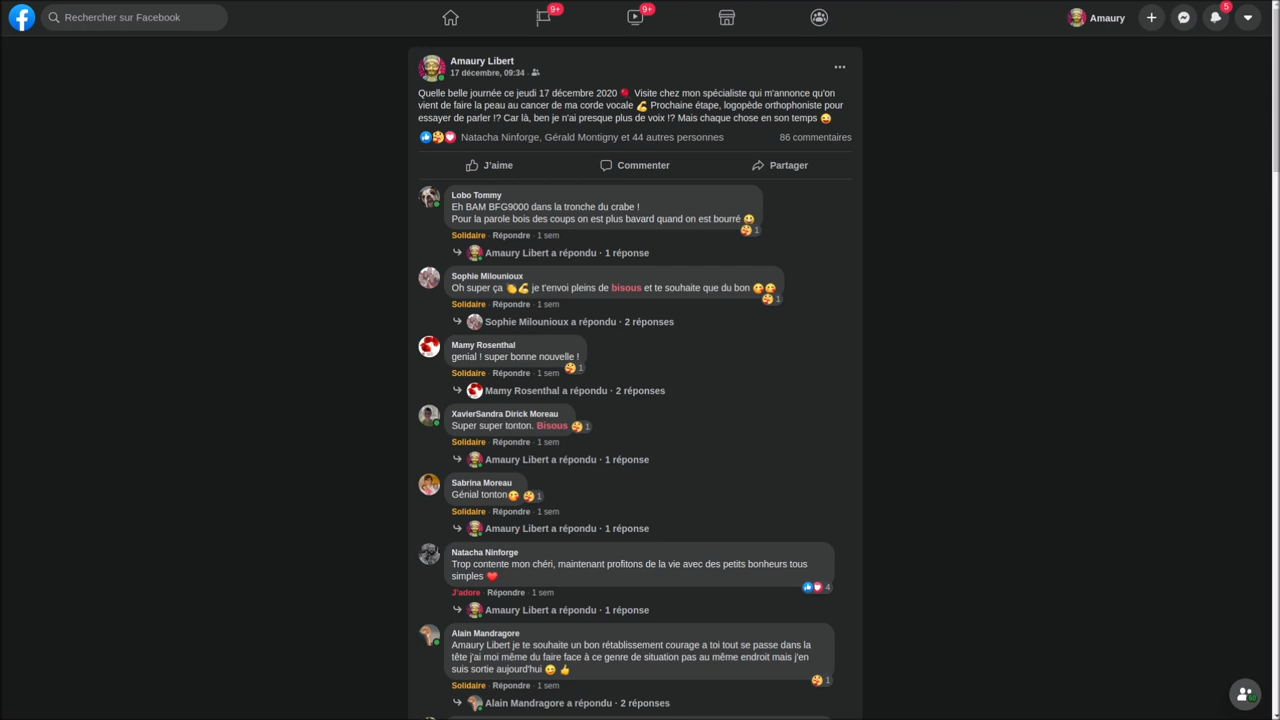 Rechercher sur Facebook
9+
9+
Amaury
5
Amaury Libert
17 décembre, 09:34 ·
Quelle belle journée ce jeudi 17 décembre 2020 🌹 Visite chez mon spécialiste qui m'annonce qu'on
vient de faire la peau au cancer de ma corde vocale 💪 Prochaine étape, logopède orthophoniste pour
essayer de parler !? Car là, ben je n'ai presque plus de voix !? Mais chaque chose en son temps 😜
Natacha Ninforge, Gérald Montigny et 44 autres personnes 86 commentaires
J'aime Commenter Partager
Lobo Tommy
Eh BAM BFG9000 dans la tronche du crabe !
Pour la parole bois des coups on est plus bavard quand on est bourré 😀
1
Solidaire · Répondre · 1 sem
Amaury Libert a répondu · 1 réponse
Sophie Milounioux
Oh super ça 👏💪 je t'envoi pleins de bisous et te souhaite que du bon 😋😋
1
Solidaire · Répondre · 1 sem
Sophie Milounioux a répondu · 2 réponses
Mamy Rosenthal
genial ! super bonne nouvelle !
1
Solidaire · Répondre · 1 sem
Mamy Rosenthal a répondu · 2 réponses
XavierSandra Dirick Moreau
Super super tonton. Bisous
1
Solidaire · Répondre · 1 sem
Amaury Libert a répondu · 1 réponse
Sabrina Moreau
Génial tonton😋
1
Solidaire · Répondre · 1 sem
Amaury Libert a répondu · 1 réponse
Natacha Ninforge
Trop contente mon chéri, maintenant profitons de la vie avec des petits bonheurs tous
simples ❤️
4
J'adore · Répondre · 1 sem
Amaury Libert a répondu · 1 réponse
Alain Mandragore
Amaury Libert je te souhaite un bon rétablissement courage a toi tout se passe dans la
tête j'ai moi même du faire face à ce genre de situation pas au même endroit mais j'en
suis sortie aujourd'hui 😉 👍
1
Solidaire · Répondre · 1 sem
Alain Mandragore a répondu · 2 réponses